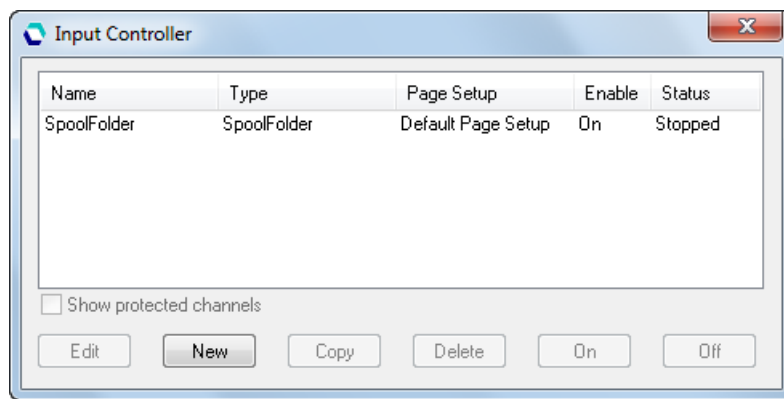 Input Controller
Name Type Page Setup Enable Status
SpoolFolder SpoolFolder Default Page Setup On Stopped
Show protected channels
Edit New Copy Delete On Off